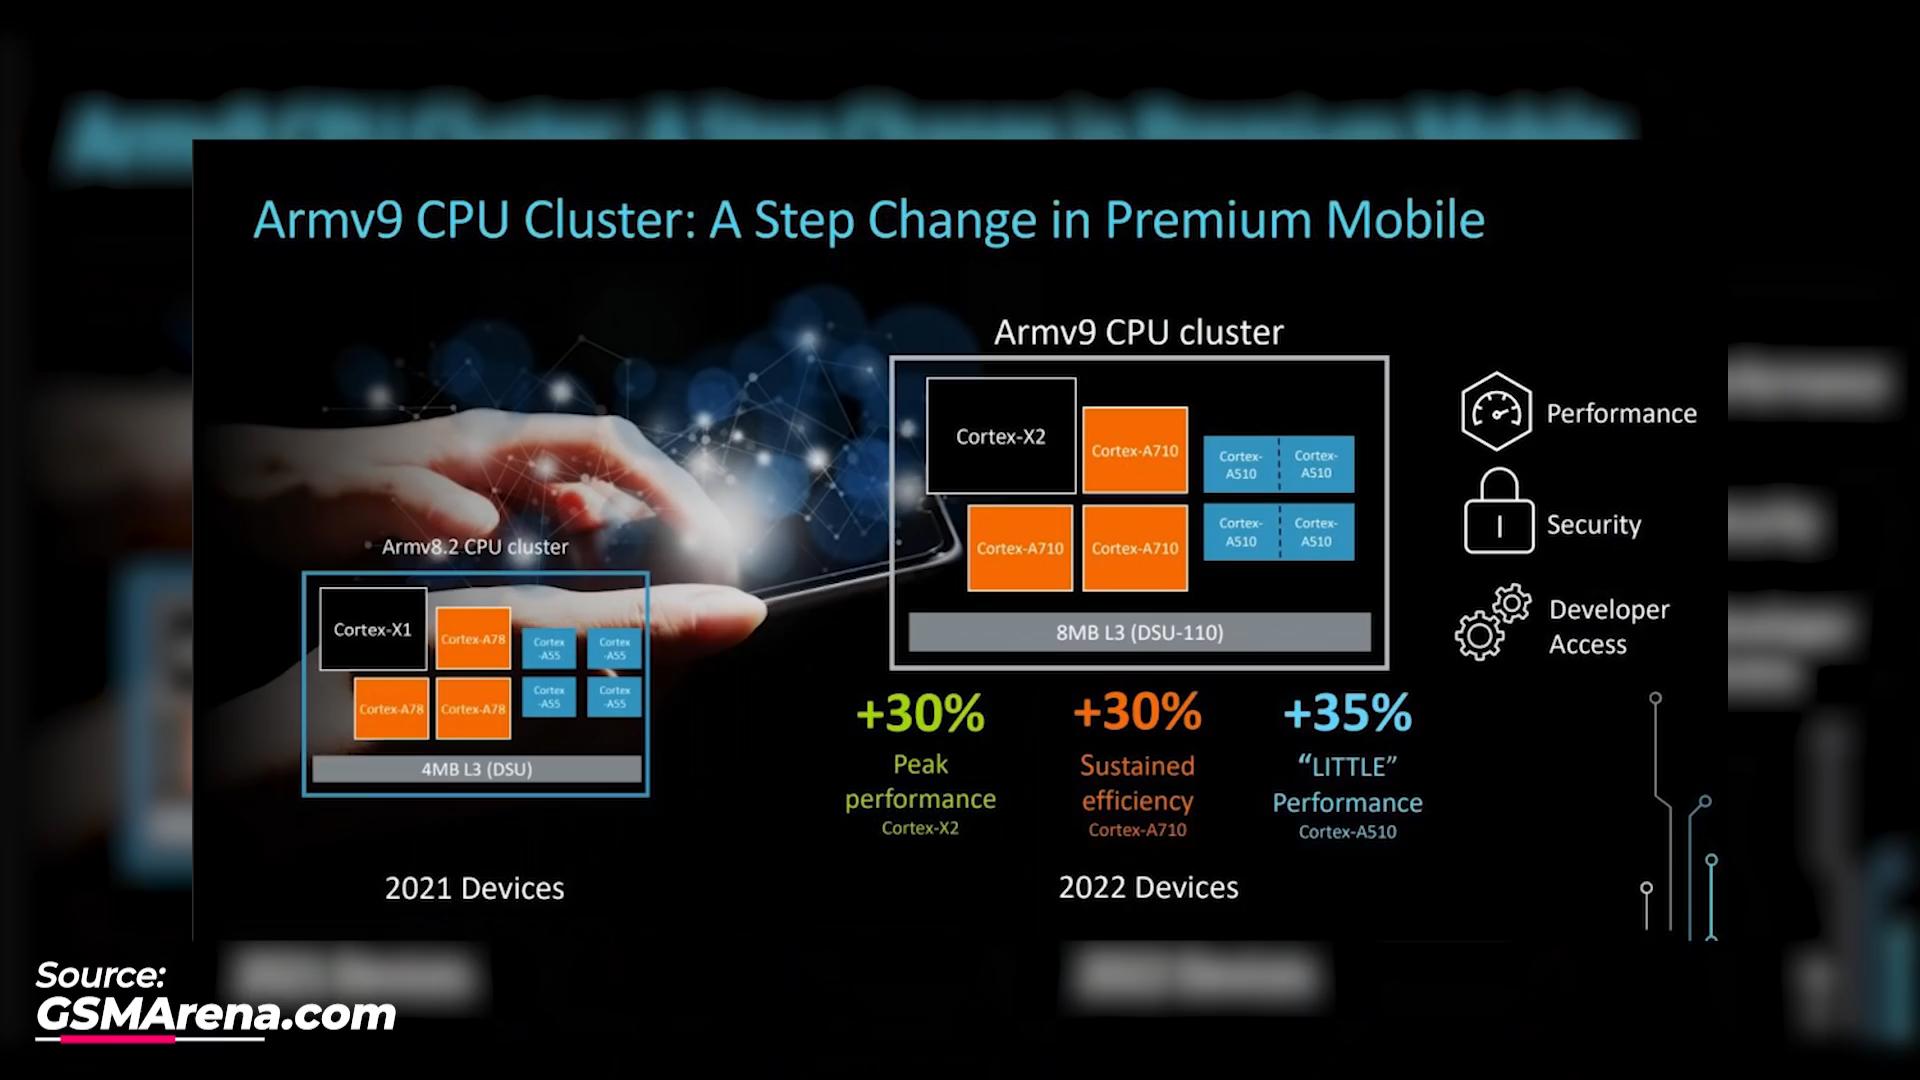 Armv9 CPU Cluster: A Step Change in Premium Mobile
Armv8.2 CPU cluster
Cortex-X1
Cortex-A78
Cortex
-A55
Cortex
-A55
Cortex-A78
Cortex-A78
Cortex
-A55
Cortex
-A55
4MB L3 (DSU)
2021 Devices
Armv9 CPU cluster
Cortex-X2
Cortex-A710
Cortex-
A510
Cortex-
A510
Cortex-A710
Cortex-A710
Cortex-
A510
Cortex-
A510
8MB L3 (DSU-110)
+30%
Peak
performance
Cortex-X2
+30%
Sustained
efficiency
Cortex-A710
+35%
“LITTLE”
Performance
Cortex-A510
2022 Devices
Performance
Security
Developer
Access
Source:
GSMArena.com